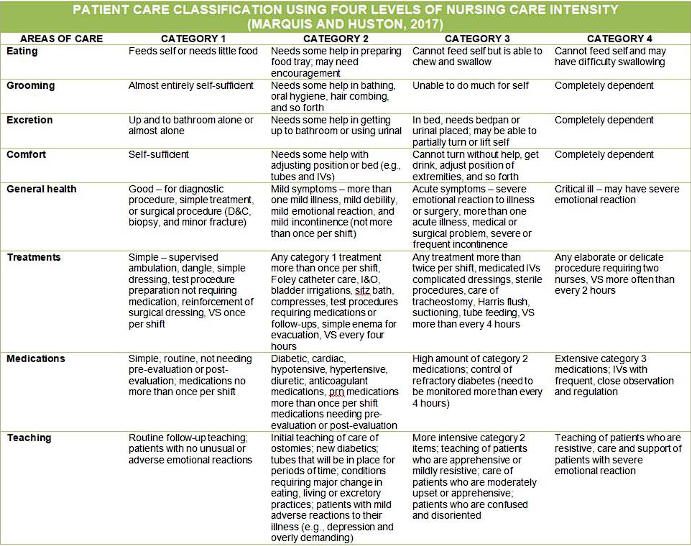 PATIENT CARE CLASSIFICATION USING FOUR LEVELS OF NURSING CARE INTENSITY
(MARQUIS AND HUSTON, 2017)
AREAS OF CARE CATEGORY 1 CATEGORY 2 CATEGORY 3 CATEGORY 4
Eating Feeds self or needs little food Needs some help in preparing Cannot feed self but is able to Cannot feed self and may
food tray; may need chew and swallow have difficulty swallowing
encouragement
Grooming Almost entirely self-sufficient Needs some help in bathing, Unable to do much for self Completely dependent
oral hygiene, hair combing,
and so forth
Excretion Up and to bathroom alone or Needs some help in getting In bed, needs bedpan or Completely dependent
almost alone up to bathroom or using urinal urinal placed; may be able to
partially turn or lift self
Comfort Self-sufficient Needs some help with Cannot turn without help, get Completely dependent
adjusting position or bed (e.g., drink, adjust position of
tubes and IVs) extremities, and so forth
General health Good – for diagnostic Mild symptoms – more than Acute symptoms – severe Critical ill – may have severe
procedure, simple treatment, one mild illness, mild debility, emotional reaction to illness emotional reaction
or surgical procedure (D&C, mild emotional reaction, and or surgery, more than one
biopsy, and minor fracture) mild incontinence (not more acute illness, medical or
than once per shift) surgical problem, severe or
frequent incontinence
Treatments Simple – supervised Any category 1 treatment Any treatment more than Any elaborate or delicate
ambulation, dangle, simple more than once per shift, twice per shift, medicated IVs procedure requiring two
dressing, test procedure Foley catheter care, I&O, complicated dressings, sterile nurses, VS more often than
preparation not requiring bladder irrigations, sitz bath, procedures, care of every 2 hours
medication, reinforcement of compresses, test procedures tracheostomy, Harris flush,
surgical dressing, VS once requiring medications or suctioning, tube feeding, VS
per shift follow-ups, simple enema for more than every 4 hours
evacuation, VS every four
hours
Medications Simple, routine, not needing Diabetic, cardiac, High amount of category 2 Extensive category 3
pre-evaluation or post- hypotensive, hypertensive, medications; control of medications; IVs with
evaluation; medications no diuretic, anticoagulant refractory diabetes (need to frequent, close observation
more than once per shift medications, prn medications be monitored more than every and regulation
more than once per shift 4 hours)
medications needing pre-
evaluation or post-evaluation
Teaching Routine follow-up teaching; Initial teaching of care of More intensive category 2 Teaching of patients who are
patients with no unusual or ostomies; new diabetics; items; teaching of patients resistive, care and support of
adverse emotional reactions tubes that will be in place for who are apprehensive or patients with severe
periods of time; conditions mildly resistive; care of emotional reaction
requiring major change in patients who are moderately
eating, living or excretory upset or apprehensive;
practices; patients with mild patients who are confused
adverse reactions to their and disoriented
illness (e.g., depression and
overly demanding)